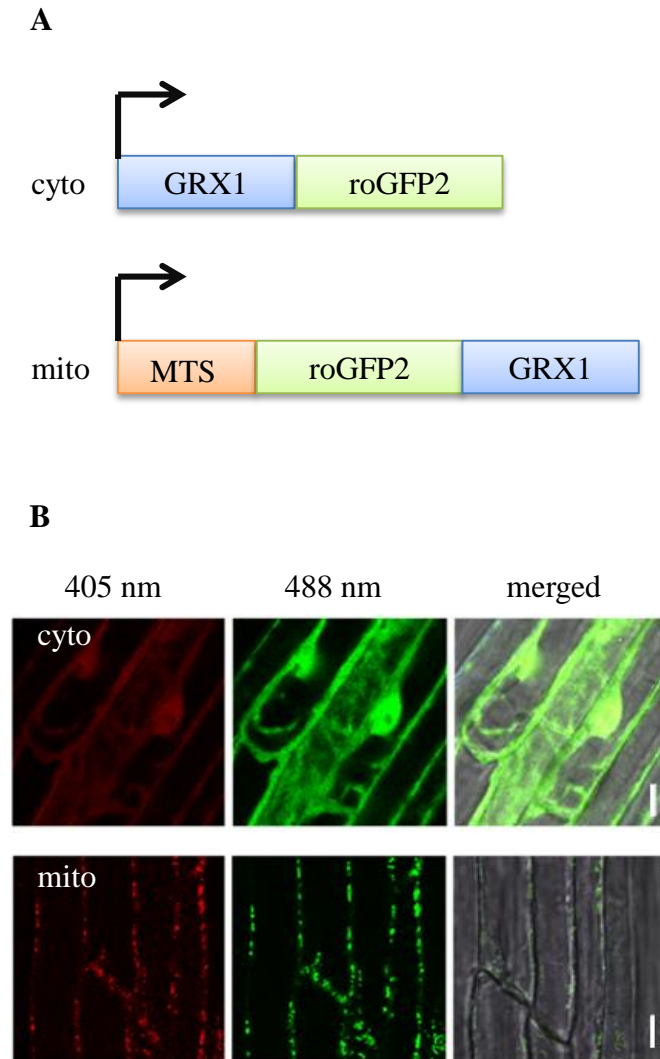 A
cyto GRX1 roGFP2
mito MTS roGFP2 GRX1
B
405 nm 488 nm merged
cyto
mito